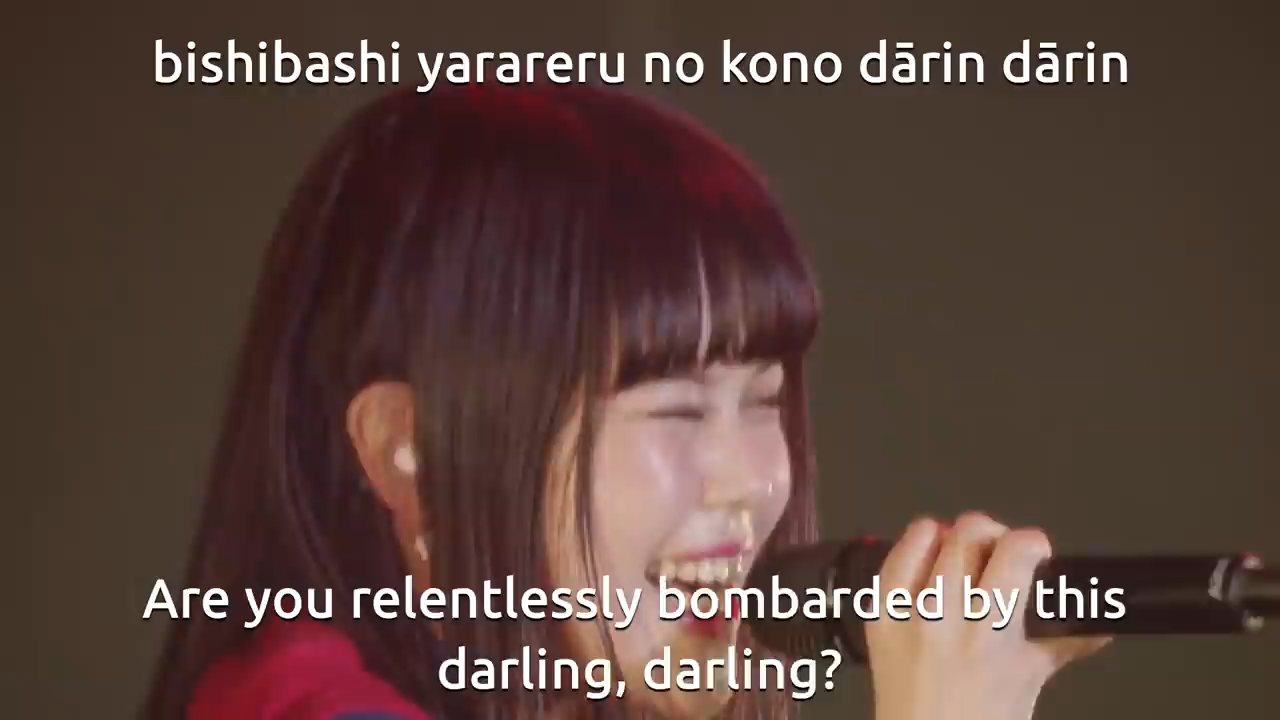 bishibashi yarareru no kono dārin dārin
Are you relentlessly bombarded by this
darling, darling?